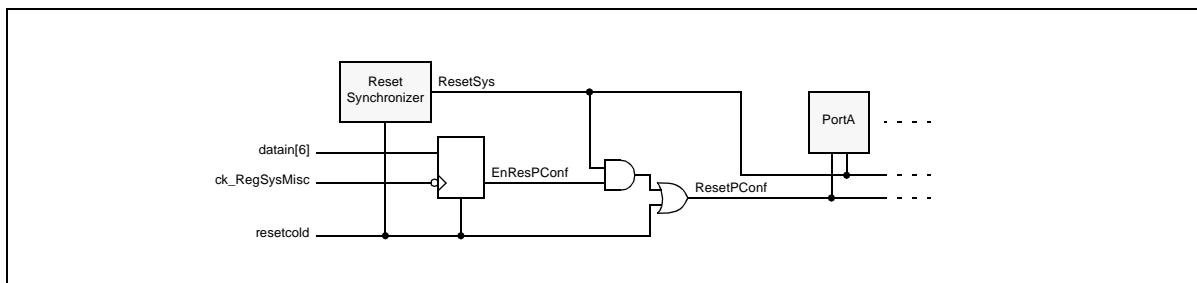 Reset
Synchronizer
ResetSys
PortA
datain[6]
ck_RegSysMisc
EnResPConf
ResetPConf
resetcold